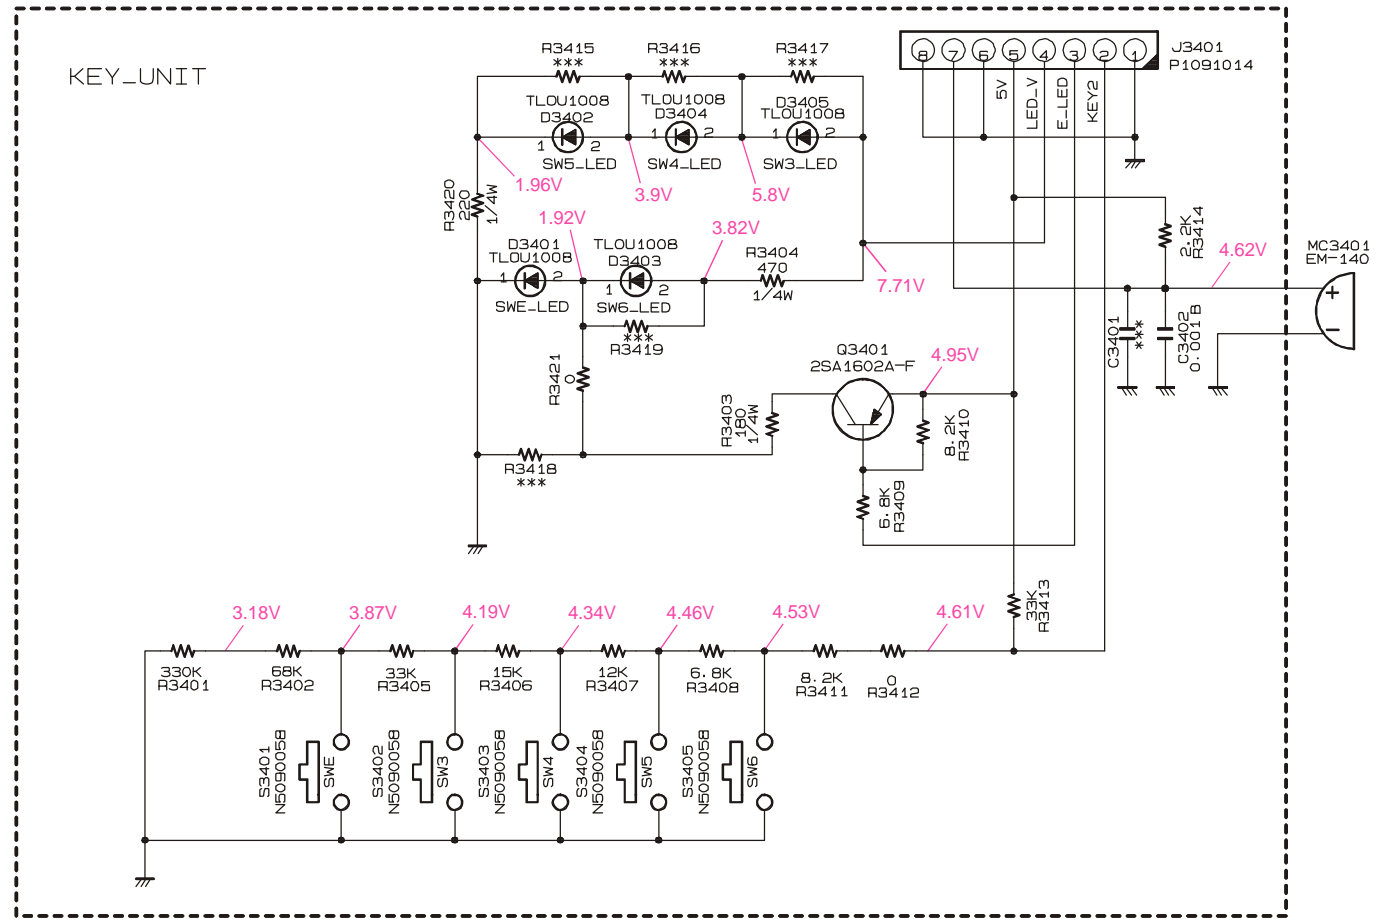 KEY_UNIT
R3415
***
R3416
***
R3417
***
J3401
P1091014
8 7 6 5 4 3 2 1
5V
LED_V
E_LED
KEY2
TLOU1008
D3402
1 2
SW5_LED
TLOU1008
D3404
1 2
SW4_LED
D3405
TLOU1008
1 2
SW3_LED
1.96V
3.9V
5.8V
R3420
220
1/4W
1.92V
3.82V
D3401
TLOU1008
1 2
SWE_LED
TLOU1008
D3403
1 2
SW6_LED
R3404
470
1/4W
7.71V
***
R3419
R3421
0
R3418
***
2.2K
R3414
4.62V
MC3401
EM-140
+
−
C3401
***
C3402
0.001 B
Q3401
2SA1602A-F
4.95V
R3403
180
1/4W
8.2K
R3410
6.8K
R3409
33K
R3413
3.18V
3.87V
4.19V
4.34V
4.46V
4.53V
4.61V
330K
R3401
68K
R3402
33K
R3405
15K
R3406
12K
R3407
6.8K
R3408
8.2K
R3411
0
R3412
S3401
N5090058
SWE
S3402
N5090058
SW3
S3403
N5090058
SW4
S3404
N5090058
SW5
S3405
N5090058
SW6